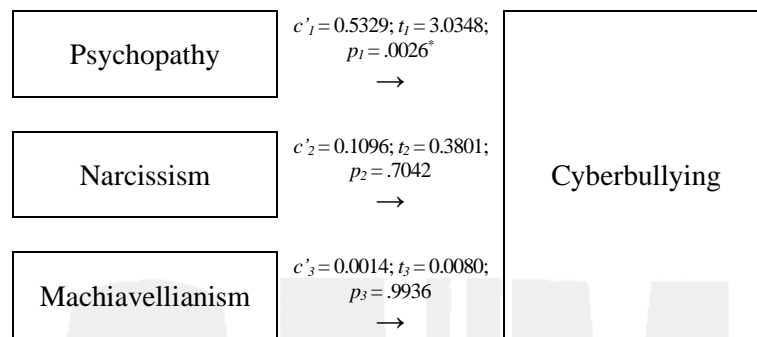 Psychopathy
c'1 = 0.5329; t1 = 3.0348;
p1 = .0026*
→
Narcissism
c'2 = 0.1096; t2 = 0.3801;
p2 = .7042
→
Cyberbullying
Machiavellianism
c'3 = 0.0014; t3 = 0.0080;
p3 = .9936
→